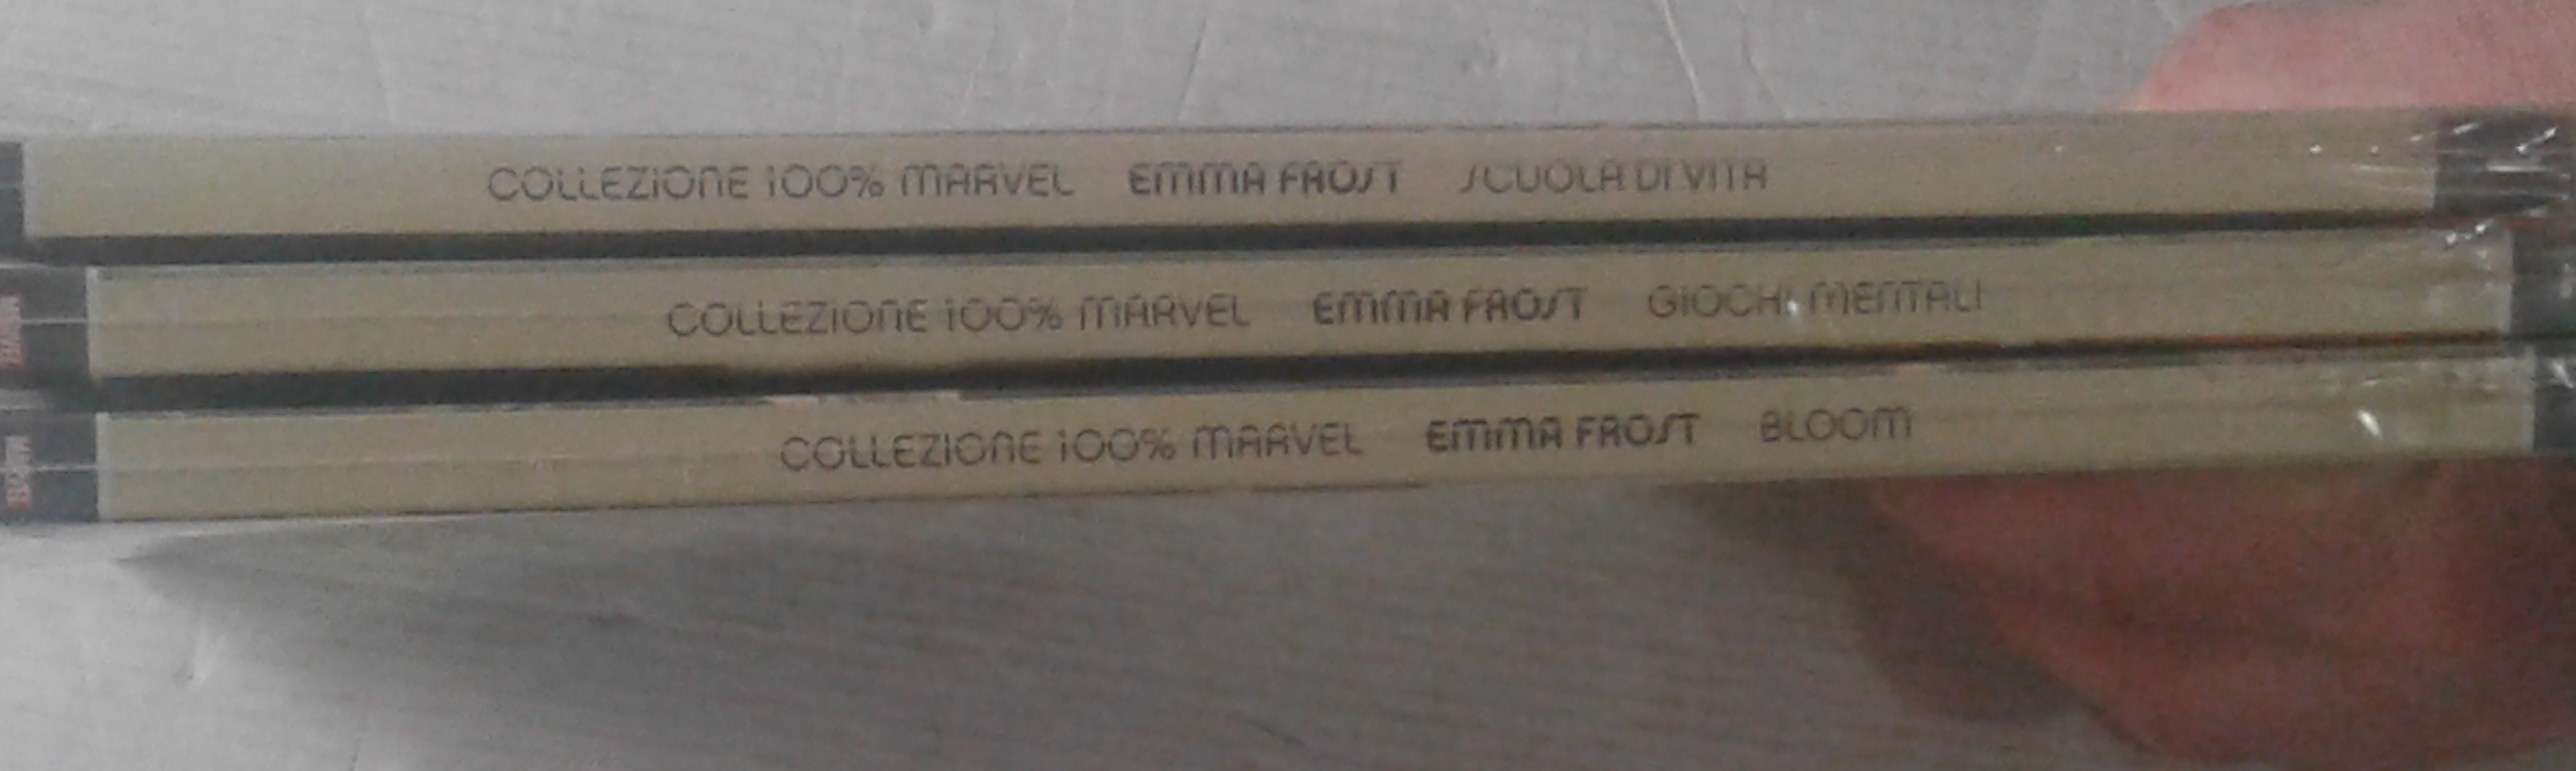 COLLEZIONE 100% MARVEL EMMA FROST SCUOLA DI VITA
COLLEZIONE 100% MARVEL EMMA FROST GIOCHI MENTALI
COLLEZIONE 100% MARVEL EMMA FROST BLOOM